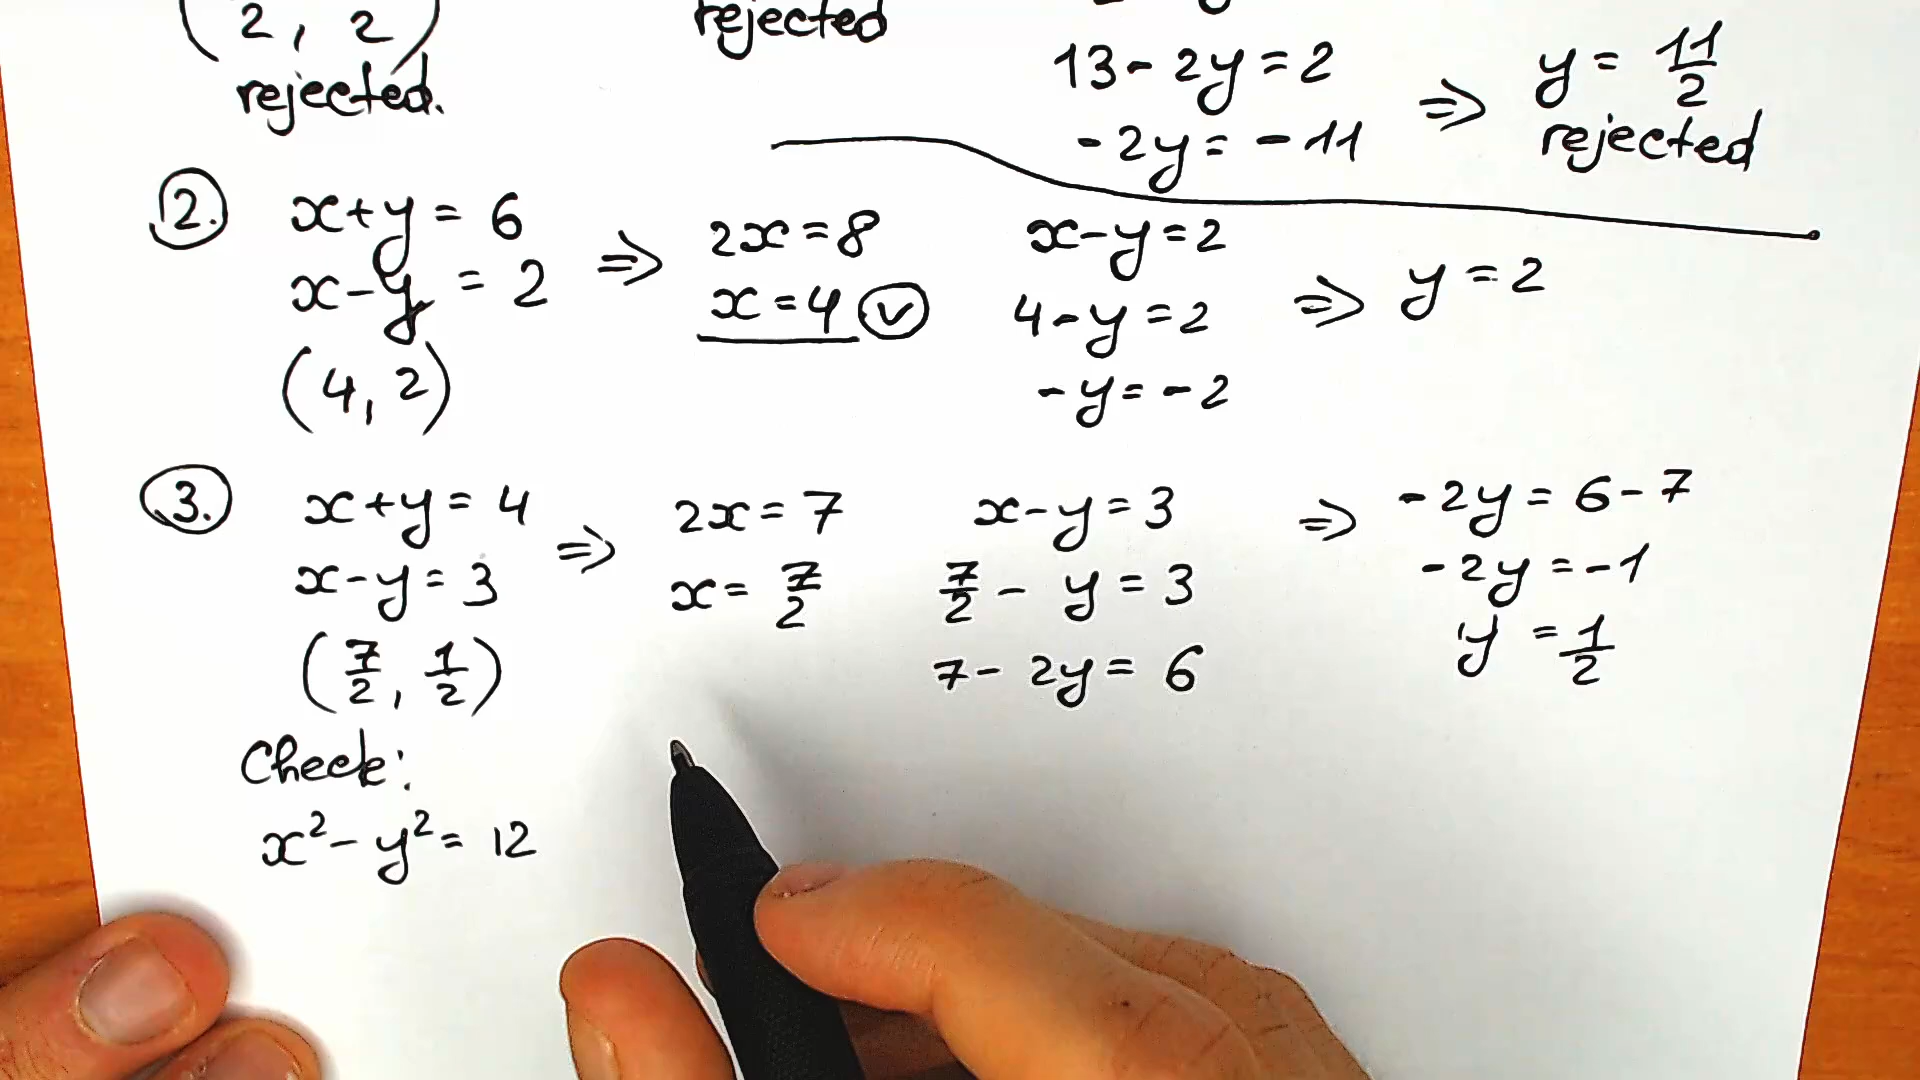 (2, 2)
rejected.
rejected
13 - 2y = 2
-2y = -11
=> y = 11/2
rejected
2. x+y = 6
x-y = 2
=> 2x = 8
x = 4 v
x-y = 2
4-y = 2
-y = -2
=> y = 2
(4, 2)
3. x+y = 4
x-y = 3
=> 2x = 7
x = 7/2
x-y = 3
7/2 - y = 3
7 - 2y = 6
=> -2y = 6-7
-2y = -1
y = 1/2
(7/2, 1/2)
Check:
x² - y² = 12